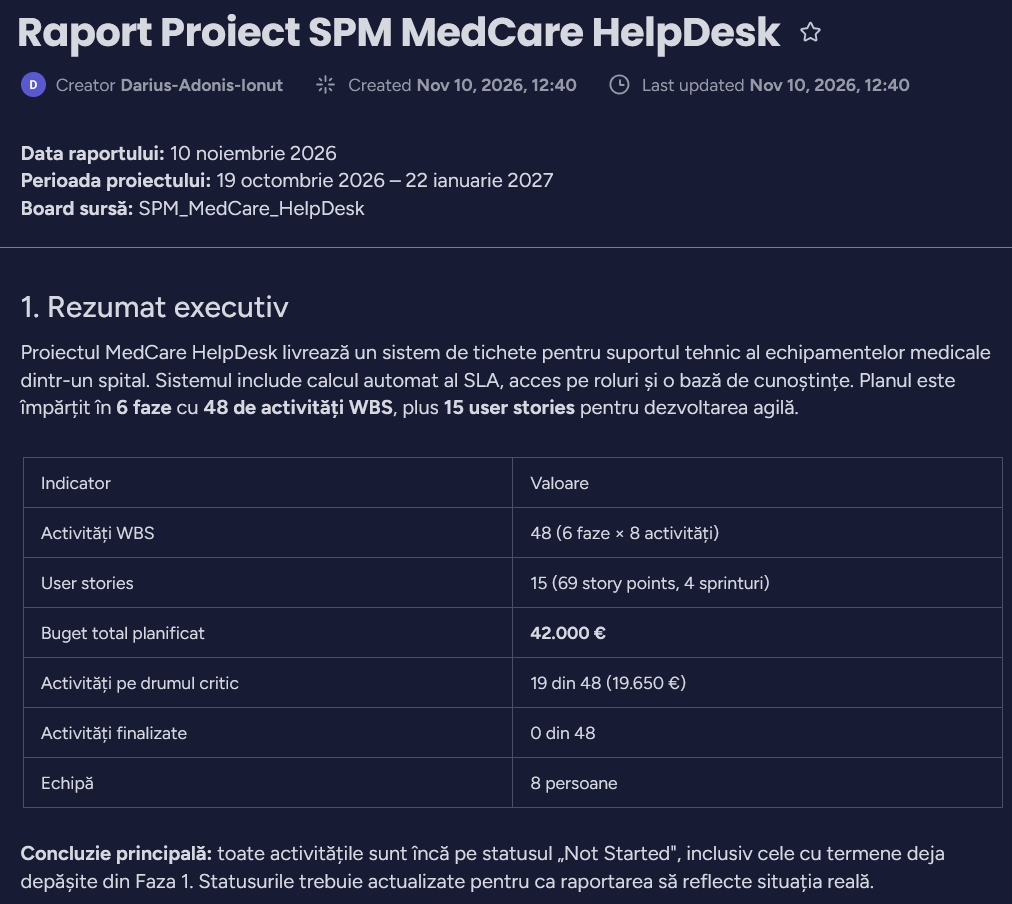 Raport Proiect SPM MedCare HelpDesk
D Creator Darius-Adonis-Ionut Created Nov 10, 2026, 12:40 Last updated Nov 10, 2026, 12:40
Data raportului: 10 noiembrie 2026
Perioada proiectului: 19 octombrie 2026 – 22 ianuarie 2027
Board sursă: SPM_MedCare_HelpDesk
1. Rezumat executiv
Proiectul MedCare HelpDesk livrează un sistem de tichete pentru suportul tehnic al echipamentelor medicale
dintr-un spital. Sistemul include calcul automat al SLA, acces pe roluri și o bază de cunoștințe. Planul este
împărțit în 6 faze cu 48 de activități WBS, plus 15 user stories pentru dezvoltarea agilă.
Indicator Valoare
Activități WBS 48 (6 faze × 8 activități)
User stories 15 (69 story points, 4 sprinturi)
Buget total planificat 42.000 €
Activități pe drumul critic 19 din 48 (19.650 €)
Activități finalizate 0 din 48
Echipă 8 persoane
Concluzie principală: toate activitățile sunt încă pe statusul „Not Started", inclusiv cele cu termene deja
depășite din Faza 1. Statusurile trebuie actualizate pentru ca raportarea să reflecte situația reală.